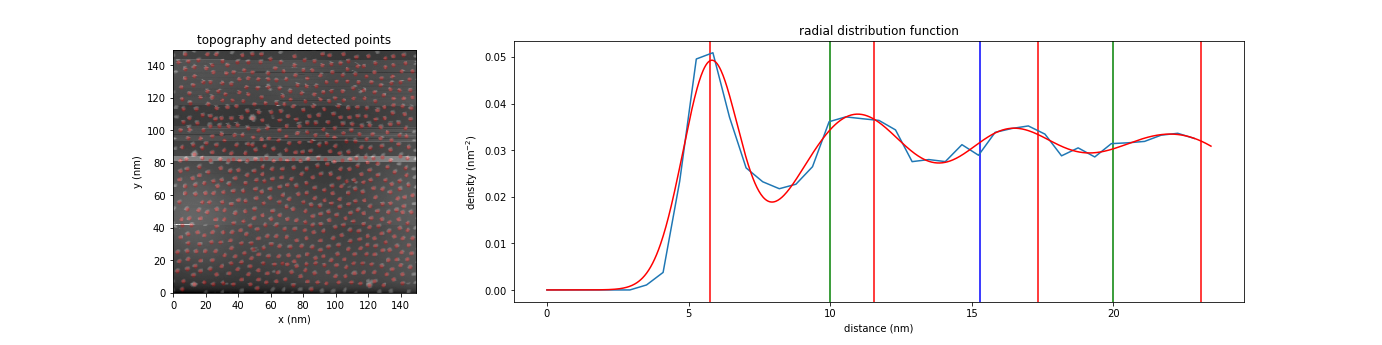 topography and detected points
140
120
100
80
60
40
20
0
y (nm)
0 20 40 60 80 100 120 140
x (nm)
radial distribution function
0.05
0.04
0.03
0.02
0.01
0.00
density (nm⁻²)
0 5 10 15 20
distance (nm)